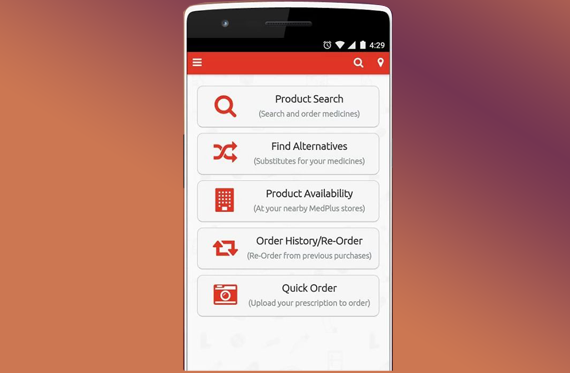 4:29
Product Search
(Search and order medicines)
Find Alternatives
(Substitutes for your medicines)
Product Availability
(At your nearby MedPlus stores)
Order History/Re-Order
(Re-Order from previous purchases)
Quick Order
(Upload your prescription to order)